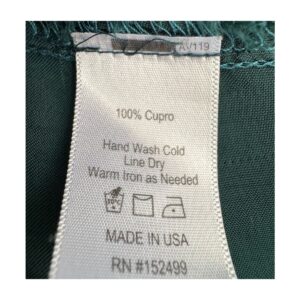 100% Cupro
Hand Wash Cold
Line Dry
Warm Iron as Needed
MADE IN USA
RN #152499